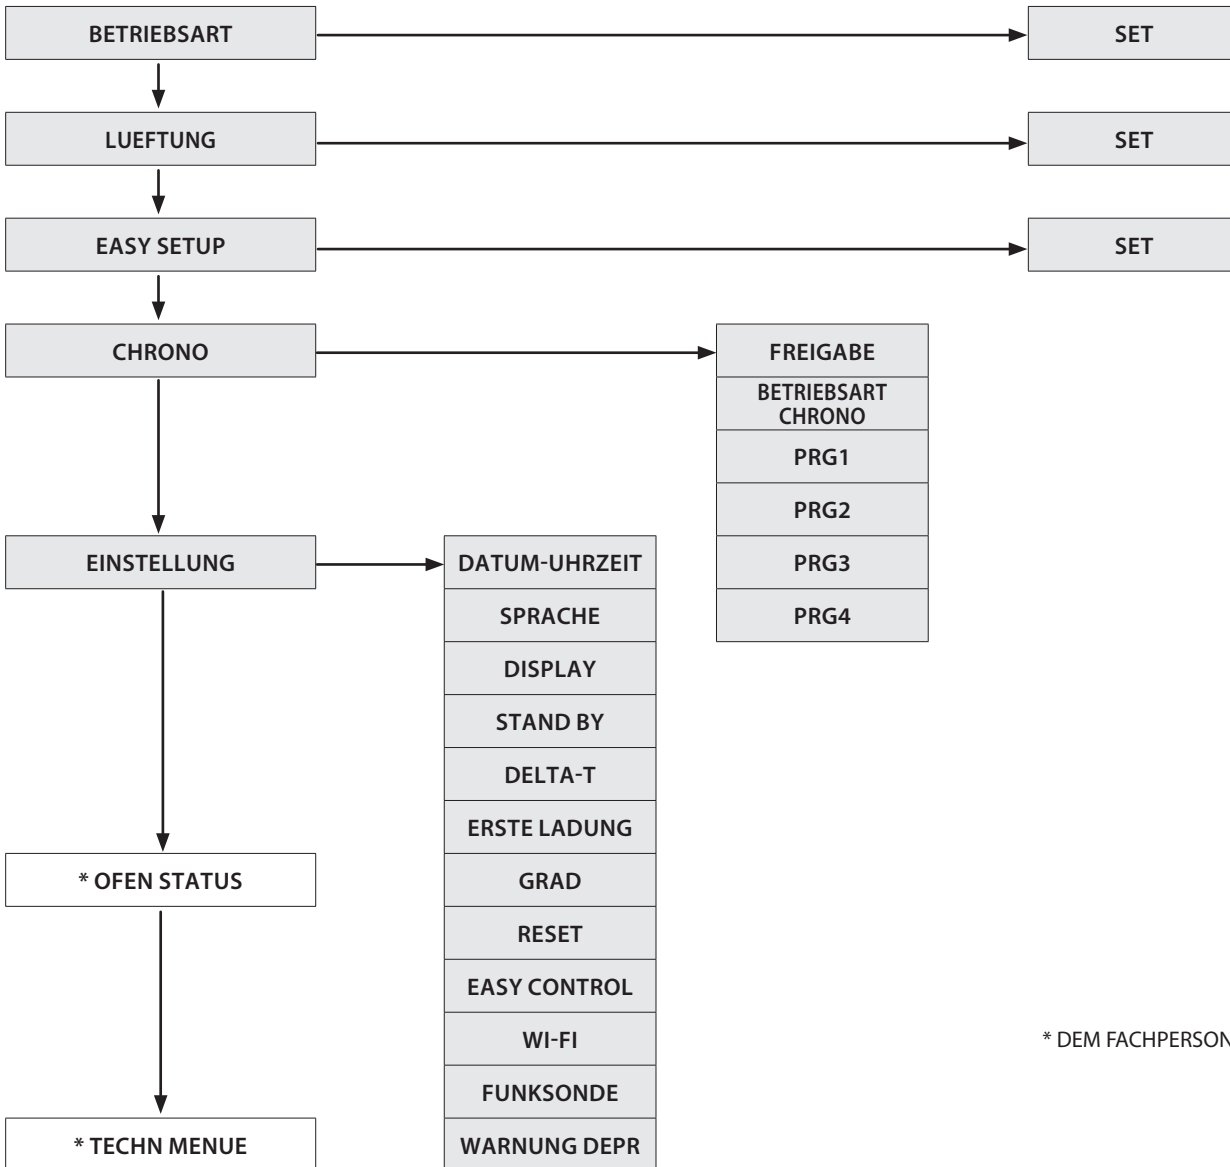 BETRIEBSART
SET
LUEFTUNG
SET
EASY SETUP
SET
CHRONO
FREIGABE
BETRIEBSART
CHRONO
PRG1
PRG2
PRG3
PRG4
EINSTELLUNG
DATUM-UHRZEIT
SPRACHE
DISPLAY
STAND BY
DELTA-T
ERSTE LADUNG
GRAD
RESET
EASY CONTROL
WI-FI
FUNKSONDE
WARNUNG DEPR
* OFEN STATUS
* TECHN MENUE
* DEM FACHPERSON